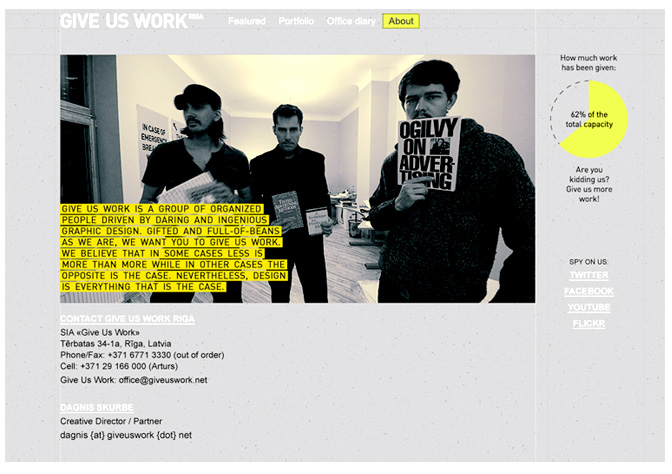 GIVE US WORK RIGA
Featured Portfolio Office diary About
How much work
has been given:
62% of the
total capacity
Are you
kidding us?
Give us more
work!
IN CASE OF
EMERGENCY
OGILVY
ON
ADVER-
TISING
GIVE US WORK IS A GROUP OF ORGANIZED
PEOPLE DRIVEN BY DARING AND INGENIOUS
GRAPHIC DESIGN. GIFTED AND FULL-OF-BEANS
AS WE ARE, WE WANT YOU TO GIVE US WORK.
WE BELIEVE THAT IN SOME CASES LESS IS
MORE THAN MORE WHILE IN OTHER CASES THE
OPPOSITE IS THE CASE. NEVERTHELESS, DESIGN
IS EVERYTHING THAT IS THE CASE.
SPY ON US:
TWITTER
FACEBOOK
YOUTUBE
FLICKR
CONTACT GIVE US WORK RIGA
SIA «Give Us Work»
Tērbatas 34-1a, Rīga, Latvia
Phone/Fax: +371 6771 3330 (out of order)
Cell: +371 29 166 000 (Arturs)
Give Us Work: office@giveuswork.net
DAGNIS SKURBE
Creative Director / Partner
dagnis {at} giveuswork {dot} net